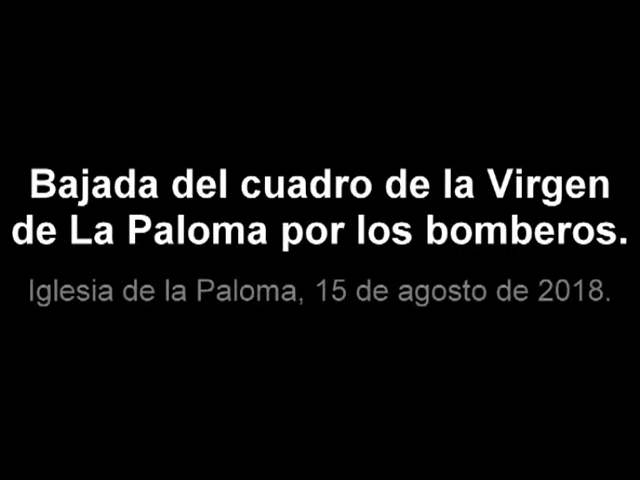 Bajada del cuadro de la Virgen
de La Paloma por los bomberos.
Iglesia de la Paloma, 15 de agosto de 2018.